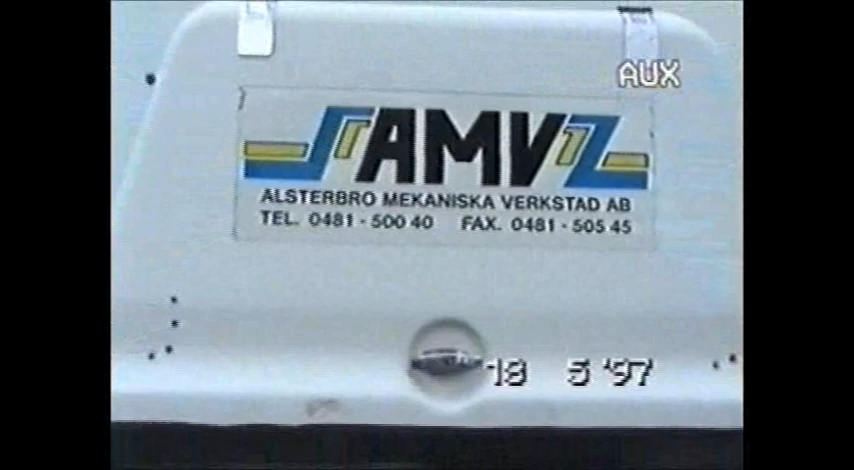 AUX
AMV
ALSTERBRO MEKANISKA VERKSTAD AB
TEL. 0481 - 500 40 FAX. 0481 - 505 45
18 5 '97